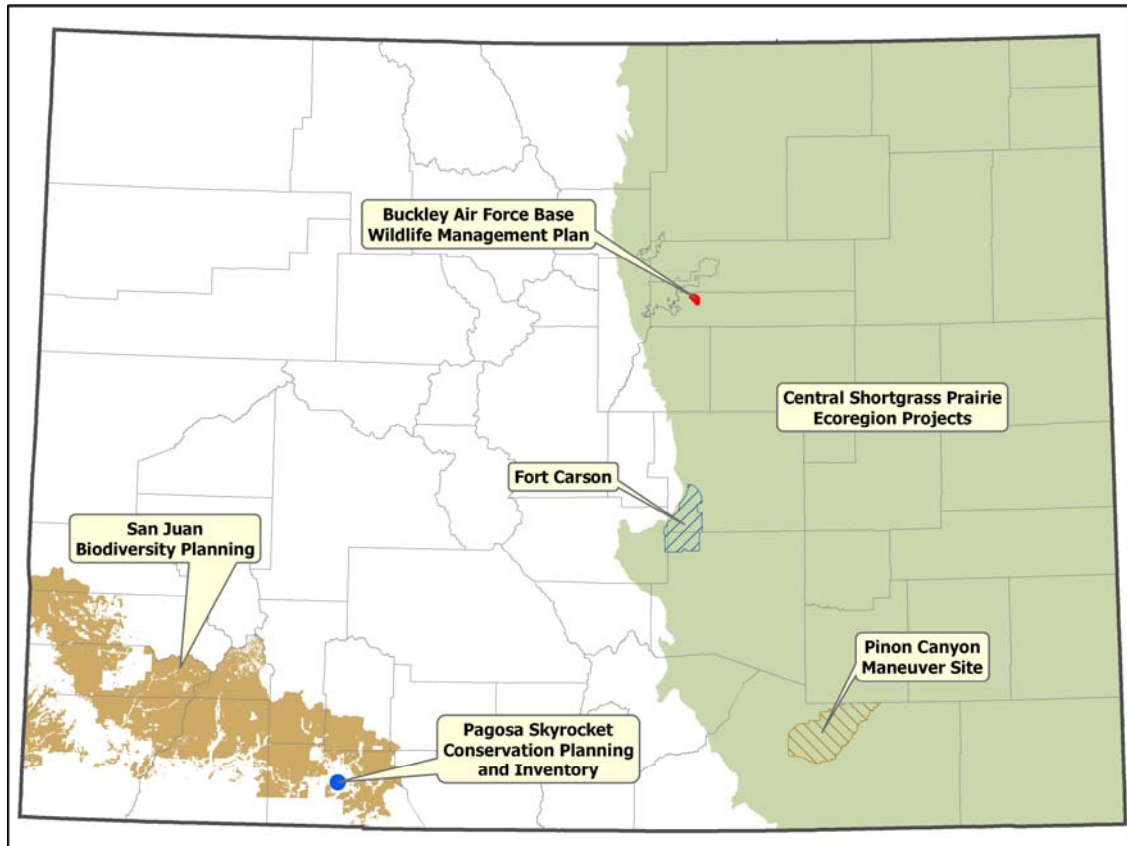 Buckley Air Force Base
Wildlife Management Plan
Central Shortgrass Prairie
Ecoregion Projects
Fort Carson
San Juan
Biodiversity Planning
Pinon Canyon
Maneuver Site
Pagosa Skyrocket
Conservation Planning
and Inventory